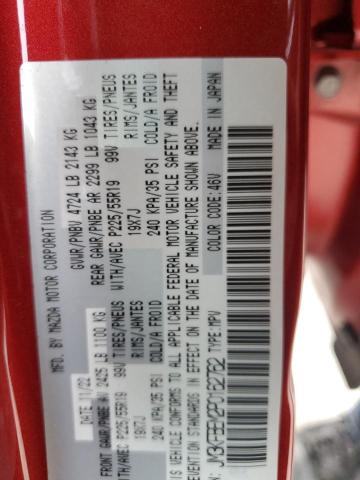 MFD. BY MAZDA MOTOR CORPORATION
GVWR/PNBV 4724 LB 2143 KG
11/22
FRONT GAWR/PNBE AV 2425 LB 1100 KG REAR GAWR/PNBE AR 2299 LB 1043 KG
WITH/AVEC P225/55R19 99V TIRES/PNEUS WITH/AVEC P225/55R19 99V TIRES/PNEUS
19X7J RIMS/JANTES 19X7J RIMS/JANTES
240 KPA/35 PSI COLD/A FROID 240 KPA/35 PSI COLD/A FROID
THIS VEHICLE CONFORMS TO ALL APPLICABLE FEDERAL MOTOR VEHICLE SAFETY AND THEFT
PREVENTION STANDARDS IN EFFECT ON THE DATE OF MANUFACTURE SHOWN ABOVE.
TYPE:MPV COLOR CODE:46V MADE IN JAPAN